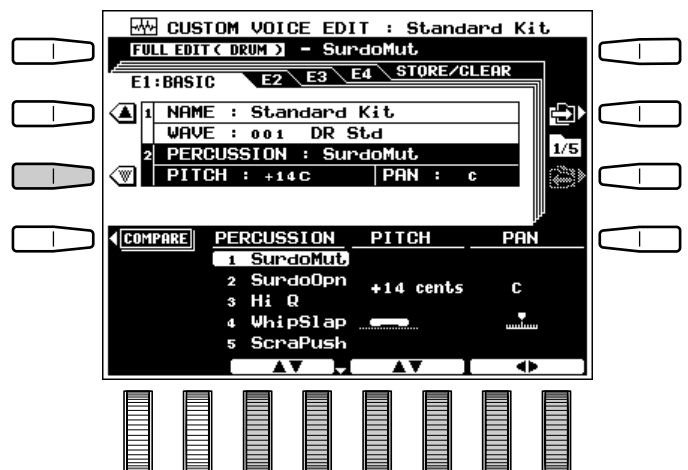 CUSTOM VOICE EDIT : Standard Kit
FULL EDIT( DRUM ) - SurdoMut
E1:BASIC E2 E3 E4 STORE/CLEAR
1 NAME : Standard Kit
WAVE : 001 DR Std
2 PERCUSSION : SurdoMut
PITCH : +14C PAN : C
1/5
COMPARE PERCUSSION PITCH PAN
1 SurdoMut
2 SurdoOpn
+14 cents C
3 Hi Q
4 WhipSlap
5 ScraPush